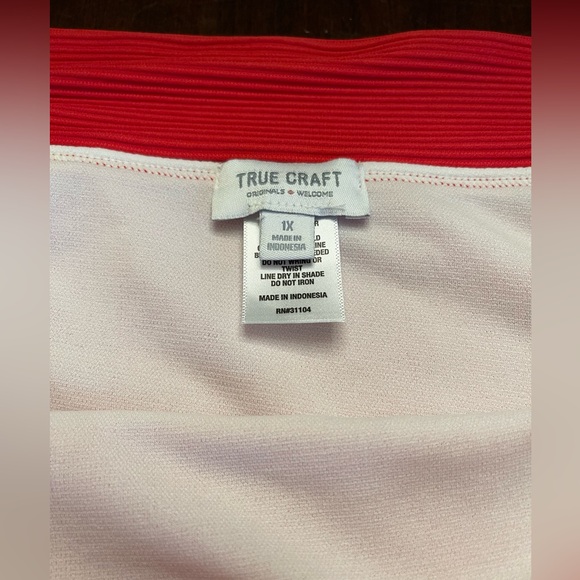 TRUE CRAFT
ORIGINALS WELCOME
1X
MADE IN
INDONESIA
DO NOT WRING OR
TWIST
LINE DRY IN SHADE
DO NOT IRON
MADE IN INDONESIA
RN#31104